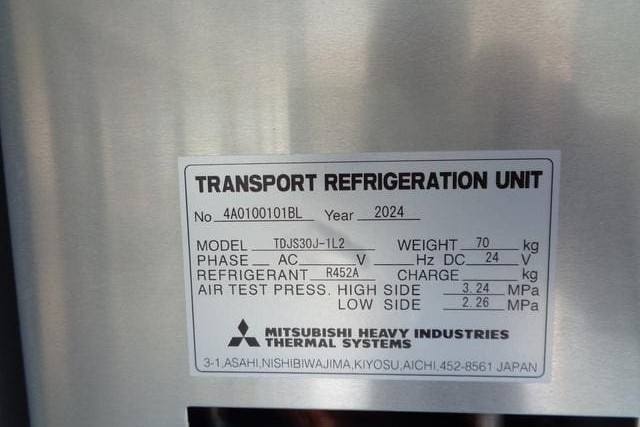 TRANSPORT REFRIGERATION UNIT
No 4A0100101BL Year 2024
MODEL TDJS30J-1L2 WEIGHT 70 kg
PHASE AC V Hz DC 24 V
REFRIGERANT R452A CHARGE kg
AIR TEST PRESS. HIGH SIDE 3.24 MPa
LOW SIDE 2.26 MPa
MITSUBISHI HEAVY INDUSTRIES
THERMAL SYSTEMS
3-1,ASAHI,NISHIBIWAJIMA,KIYOSU,AICHI,452-8561 JAPAN